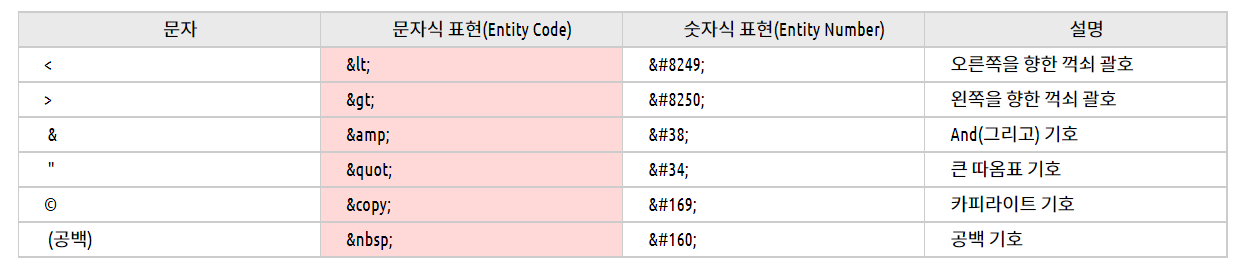 문자 문자식 표현(Entity Code) 숫자식 표현(Entity Number) 설명
< &lt; &#8249; 오른쪽을 향한 꺽쇠 괄호
> &gt; &#8250; 왼쪽을 향한 꺽쇠 괄호
& &amp; &#38; And(그리고) 기호
" &quot; &#34; 큰 따옴표 기호
© &copy; &#169; 카피라이트 기호
(공백) &nbsp; &#160; 공백 기호